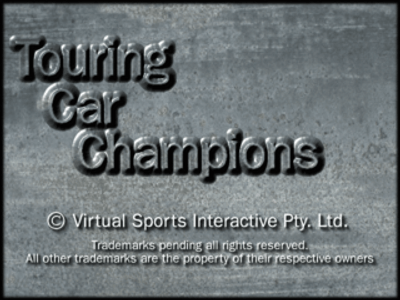 Touring
Car
Champions
© Virtual Sports Interactive Pty. Ltd.
Trademarks pending all rights reserved.
All other trademarks are the property of their respective owners